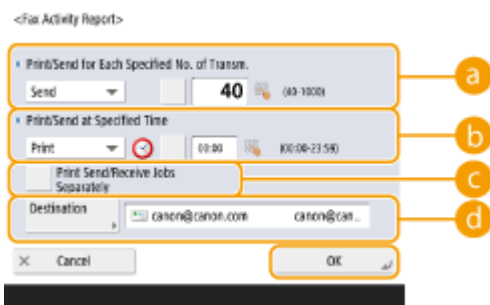 <Fax Activity Report>
Print/Send for Each Specified No. of Transm.
Send 40 (40-1000)
a
Print/Send at Specified Time
Print 00:00 (00:00-23:59)
b
Print Send/Receive Jobs
Separately
c
Destination canon@canon.com canon@can...
d
× Cancel OK